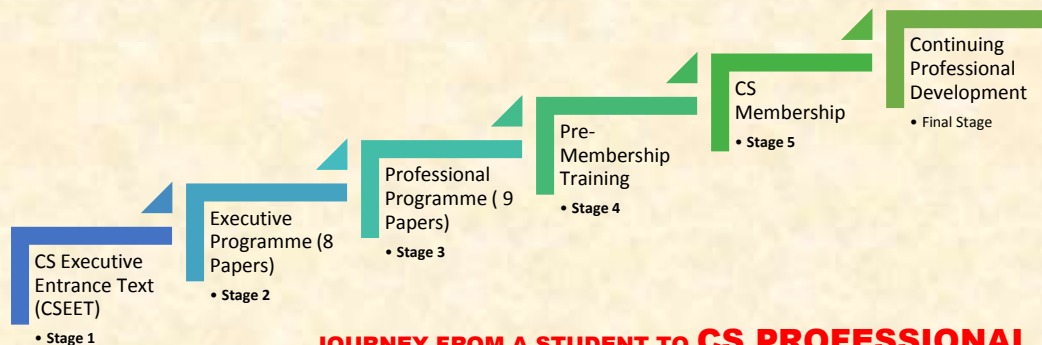 CS Executive
Entrance Text
(CSEET)
• Stage 1
Executive
Programme (8
Papers)
• Stage 2
Professional
Programme ( 9
Papers)
• Stage 3
Pre-
Membership
Training
• Stage 4
CS
Membership
• Stage 5
Continuing
Professional
Development
• Final Stage
JOURNEY FROM A STUDENT TO CS PROFESSIONAL